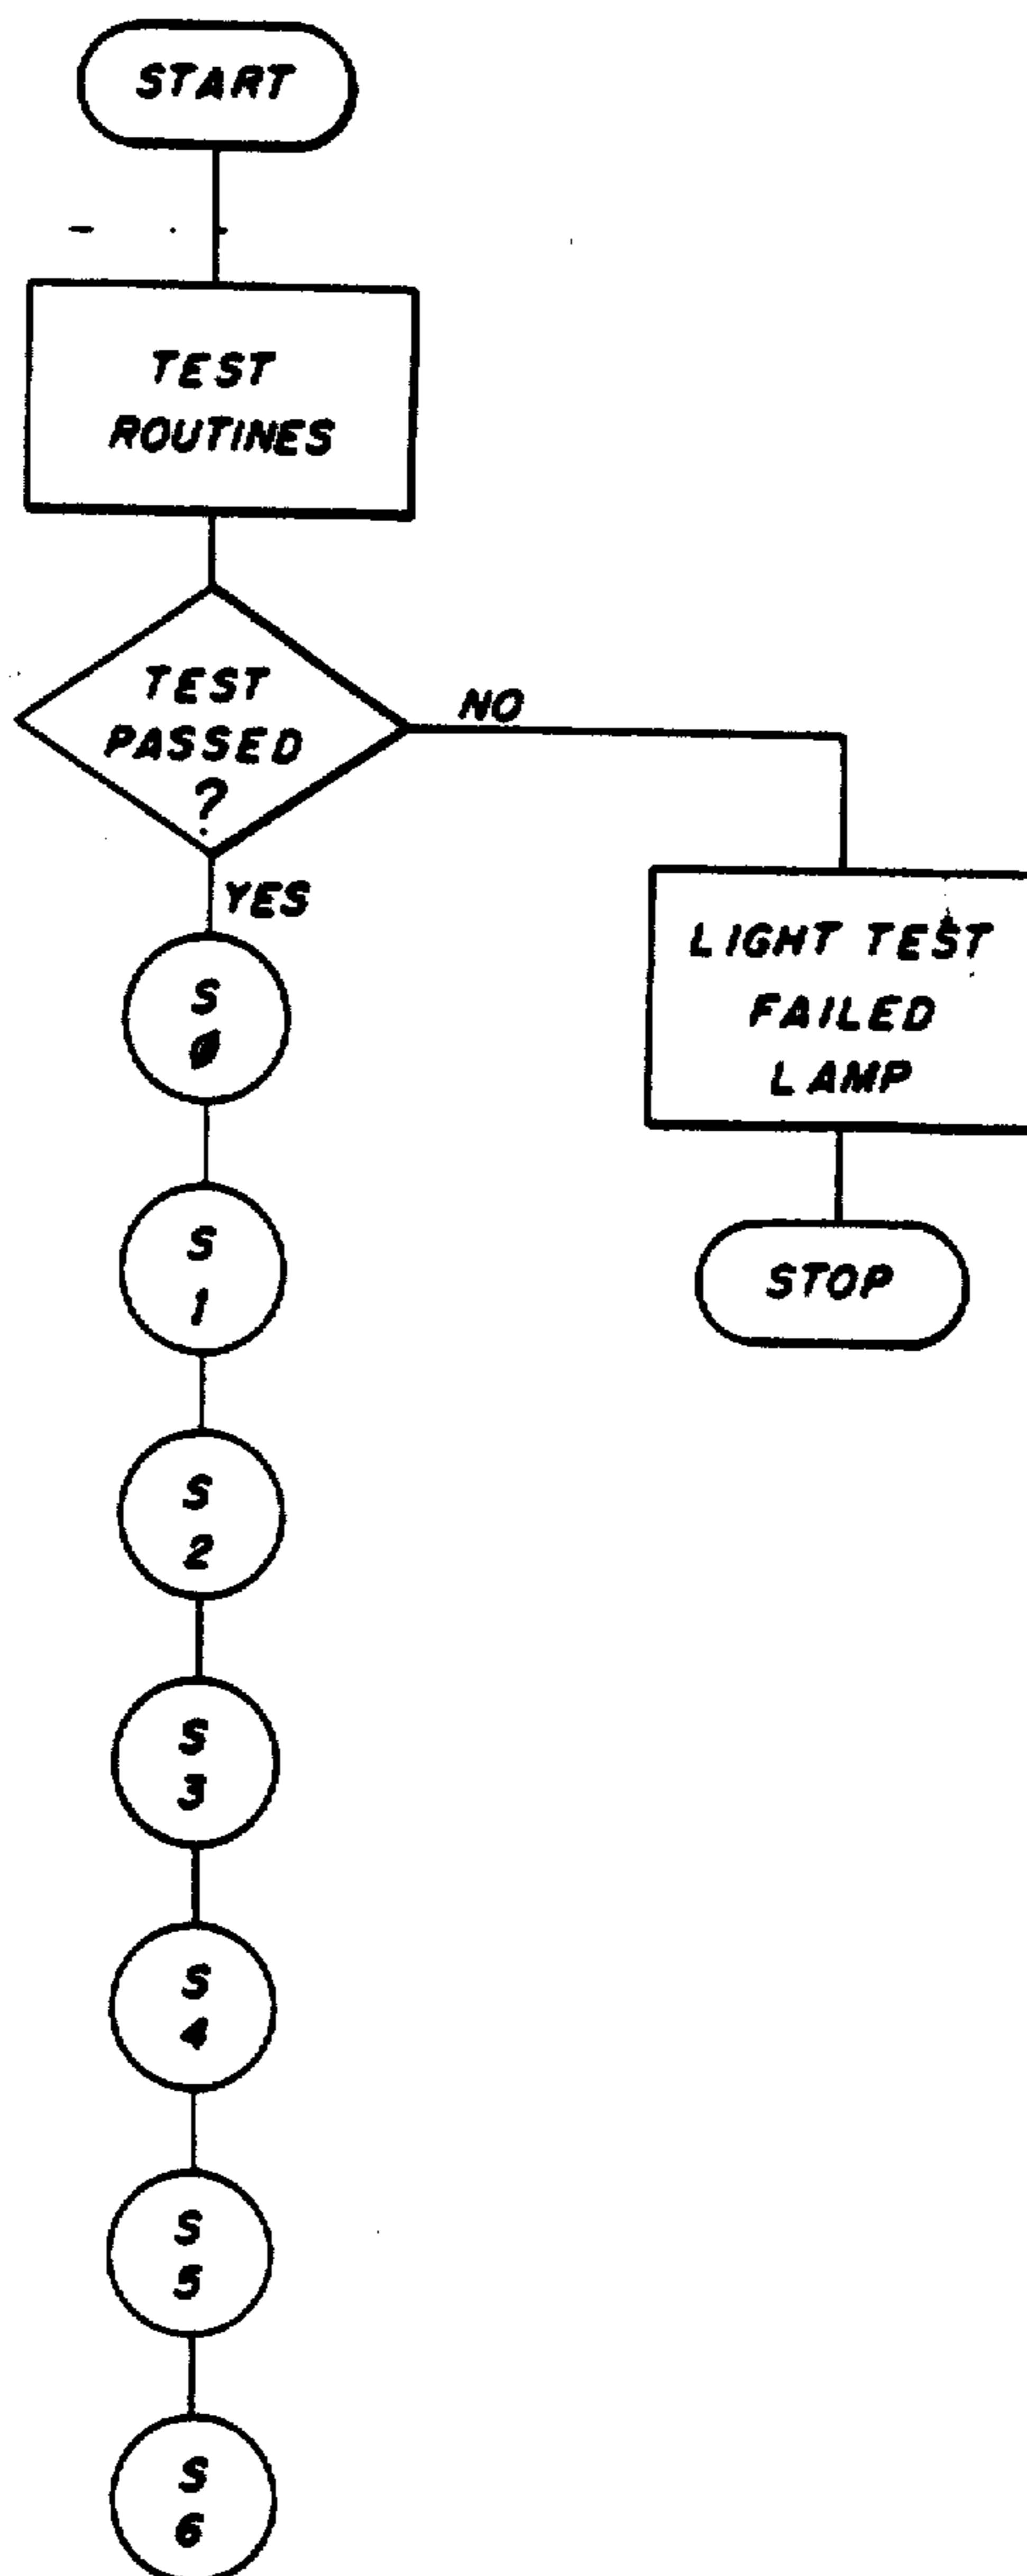 START
TEST
ROUTINES
TEST
PASSED
?
NO
YES
LIGHT TEST
FAILED
LAMP
STOP
S
Ø
S
1
S
2
S
3
S
4
S
5
S
6